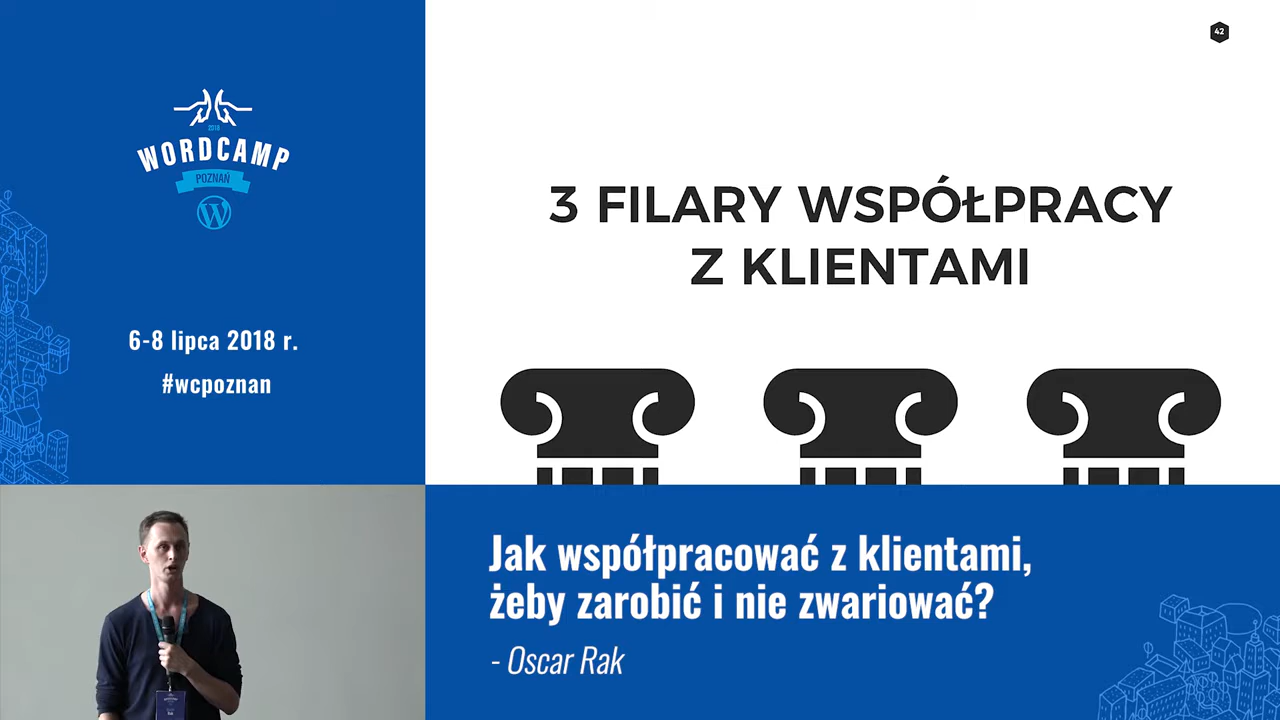 2018
WORDCAMP
POZNAŃ
6-8 lipca 2018 r.
#wcpoznan
42
3 FILARY WSPÓŁPRACY
Z KLIENTAMI
Jak współpracować z klientami,
żeby zarobić i nie zwariować?
- Oscar Rak